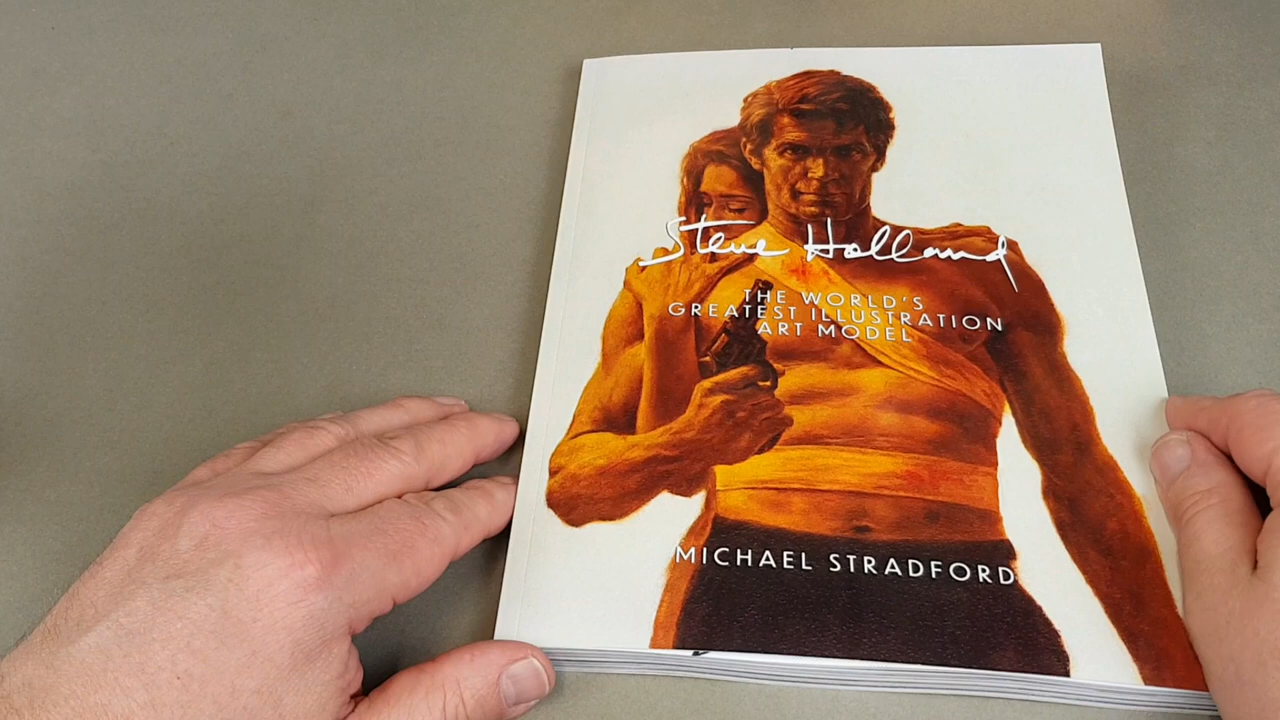 Steve Holland
THE WORLD'S
GREATEST ILLUSTRATION
ART MODEL
MICHAEL STRADFORD